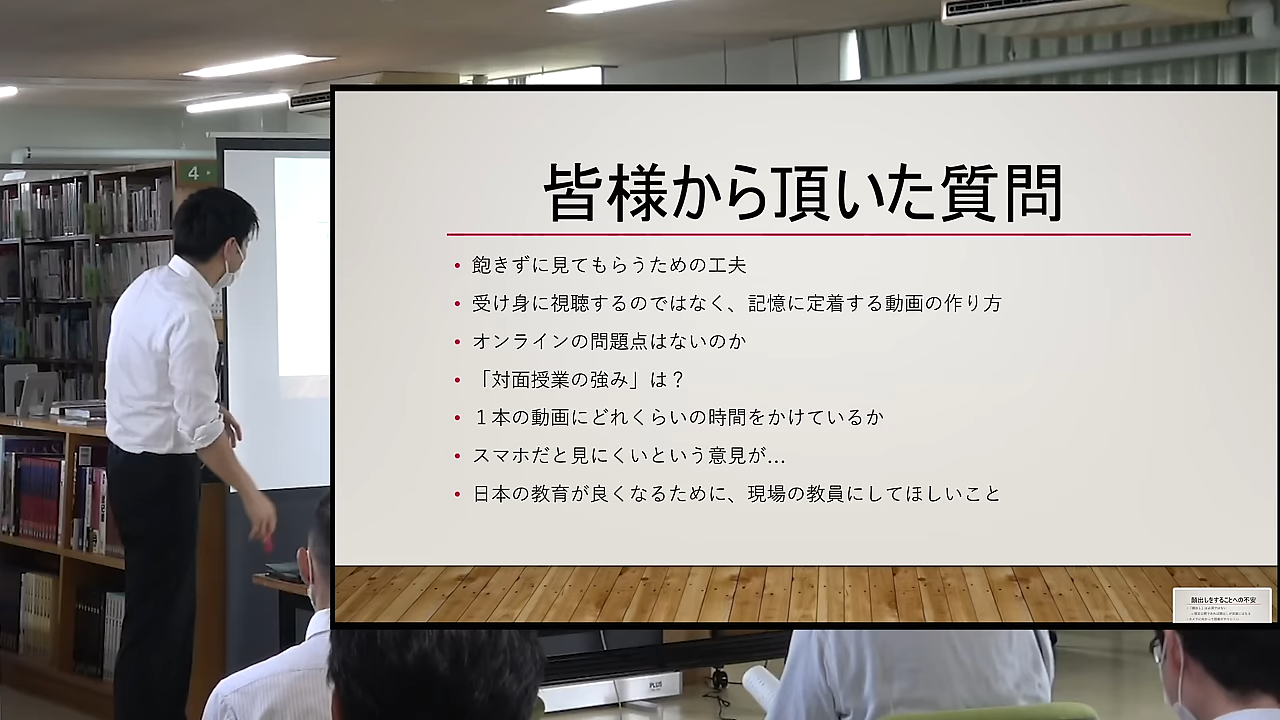 皆様から頂いた質問
• 飽きずに見てもらうための工夫
• 受け身に視聴するのではなく、記憶に定着する動画の作り方
• オンラインの問題点はないのか
• 「対面授業の強み」は？
• １本の動画にどれくらいの時間をかけているか
• スマホだと見にくいという意見が…
• 日本の教育が良くなるために、現場の教員にしてほしいこと
4
顔出しをすることへの不安
PLUS